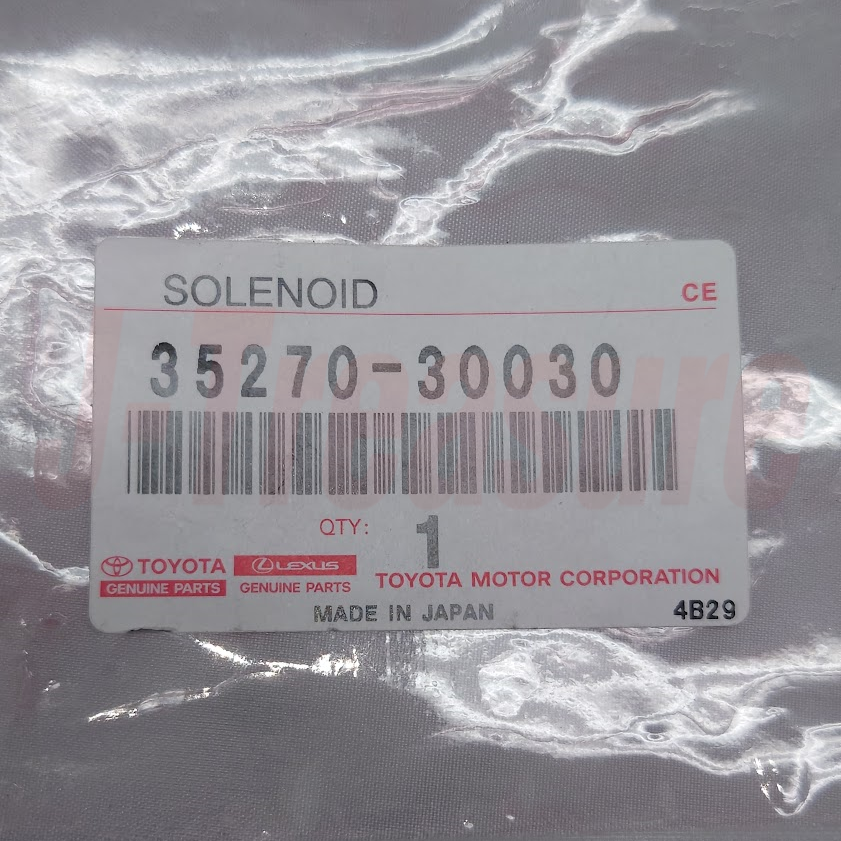 SOLENOID CE
35270-30030
QTY: 1
TOYOTA LEXUS
GENUINE PARTS GENUINE PARTS TOYOTA MOTOR CORPORATION
MADE IN JAPAN 4B29
J-Treasure